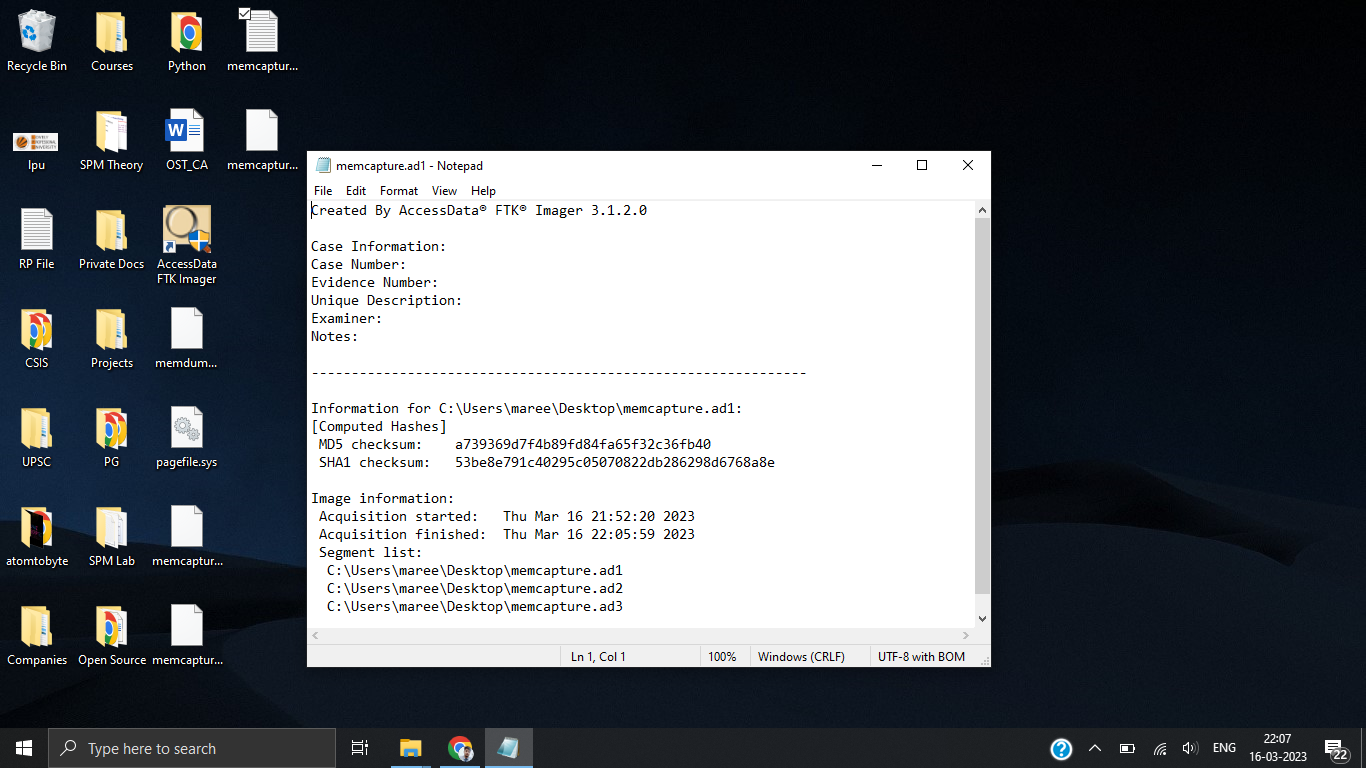 Recycle Bin
Courses
Python
memcaptur...
lpu
SPM Theory
OST_CA
memcaptur...
RP File
Private Docs
AccessData
FTK Imager
CSIS
Projects
memdum...
UPSC
PG
pagefile.sys
atomtobyte
SPM Lab
memcaptur...
Companies
Open Source
memcaptur...
memcapture.ad1 - Notepad
File Edit Format View Help
Created By AccessData® FTK® Imager 3.1.2.0
Case Information:
Case Number:
Evidence Number:
Unique Description:
Examiner:
Notes:
--------------------------------------------------------------
Information for C:\Users\maree\Desktop\memcapture.ad1:
[Computed Hashes]
MD5 checksum: a739369d7f4b89fd84fa65f32c36fb40
SHA1 checksum: 53be8e791c40295c05070822db286298d6768a8e
Image information:
Acquisition started: Thu Mar 16 21:52:20 2023
Acquisition finished: Thu Mar 16 22:05:59 2023
Segment list:
C:\Users\maree\Desktop\memcapture.ad1
C:\Users\maree\Desktop\memcapture.ad2
C:\Users\maree\Desktop\memcapture.ad3
Ln 1, Col 1 100% Windows (CRLF) UTF-8 with BOM
Type here to search
ENG
22:07
16-03-2023
22